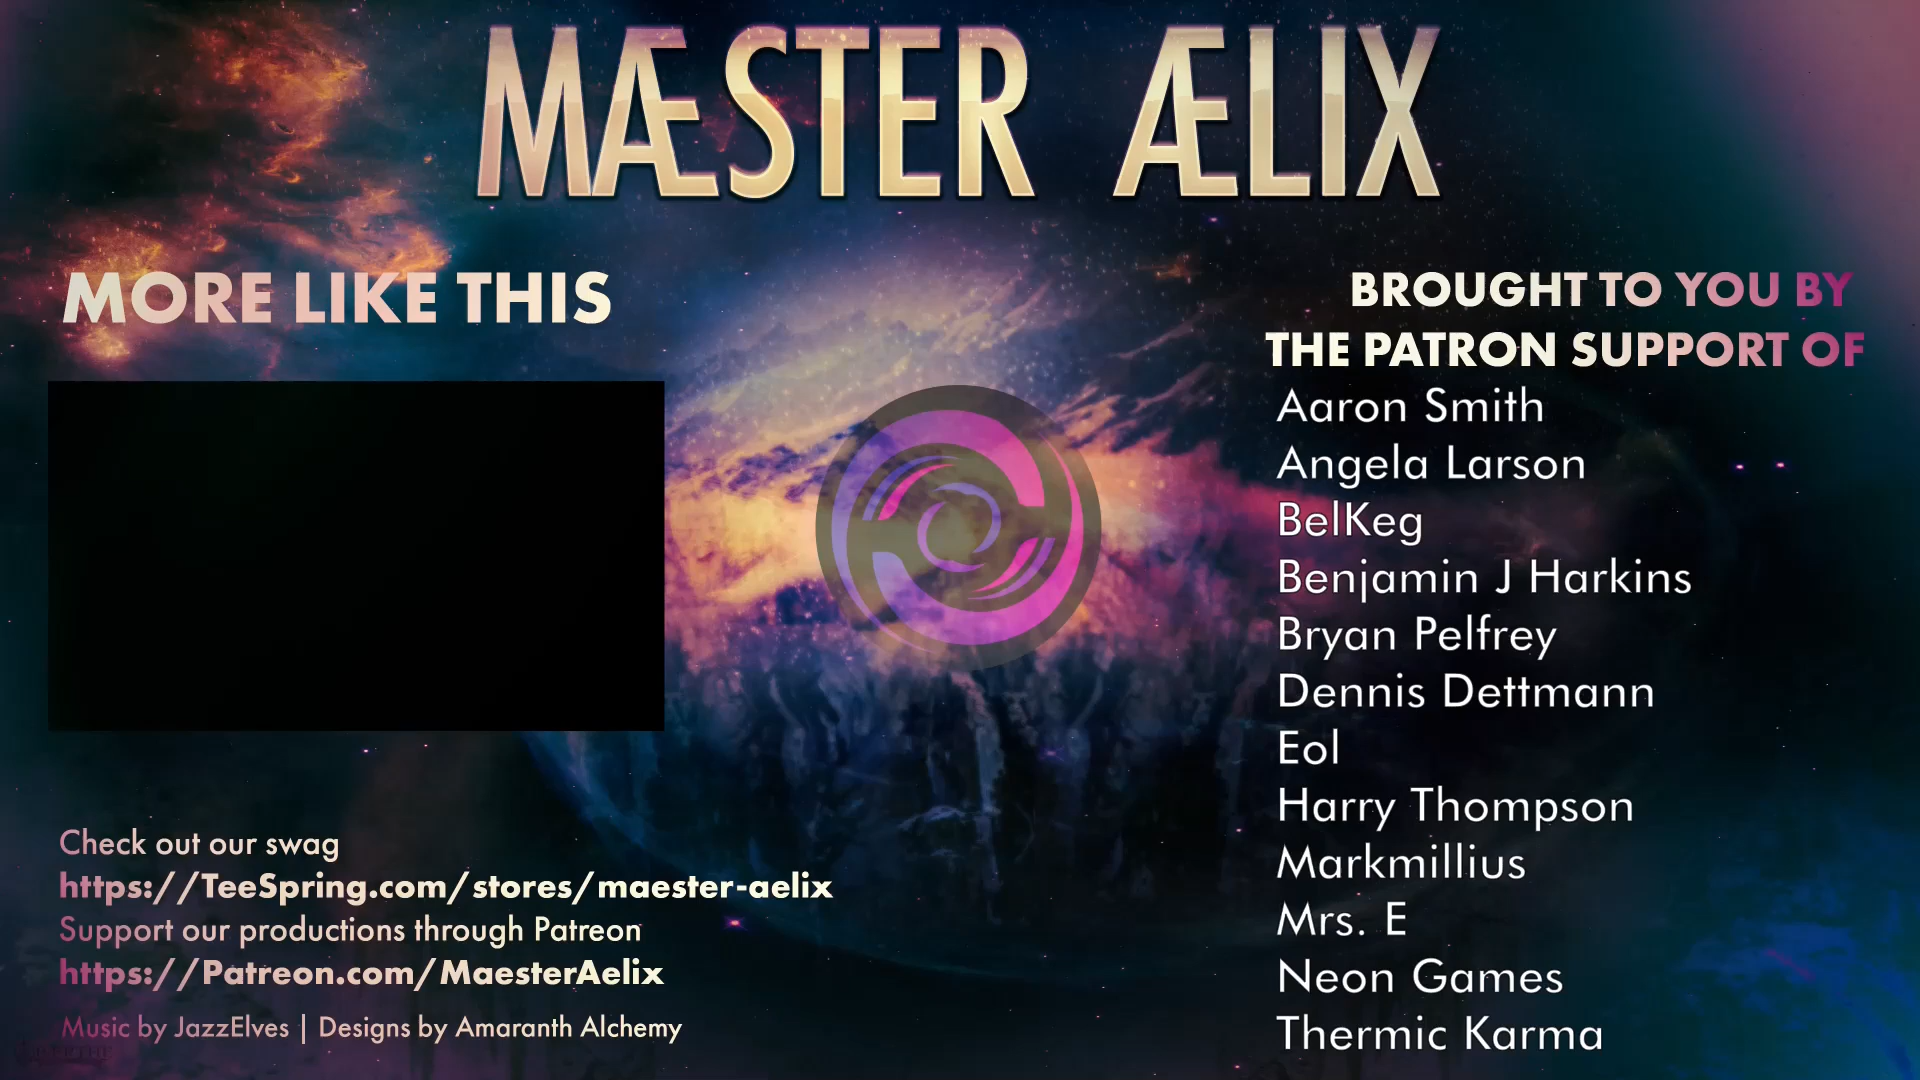 MÆSTER ÆLIX
MORE LIKE THIS
Check out our swag
https://TeeSpring.com/stores/maester-aelix
Support our productions through Patreon
https://Patreon.com/MaesterAelix
Music by JazzElves | Designs by Amaranth Alchemy
BROUGHT TO YOU BY
THE PATRON SUPPORT OF
Aaron Smith
Angela Larson
BelKeg
Benjamin J Harkins
Bryan Pelfrey
Dennis Dettmann
Eol
Harry Thompson
Markmillius
Mrs. E
Neon Games
Thermic Karma